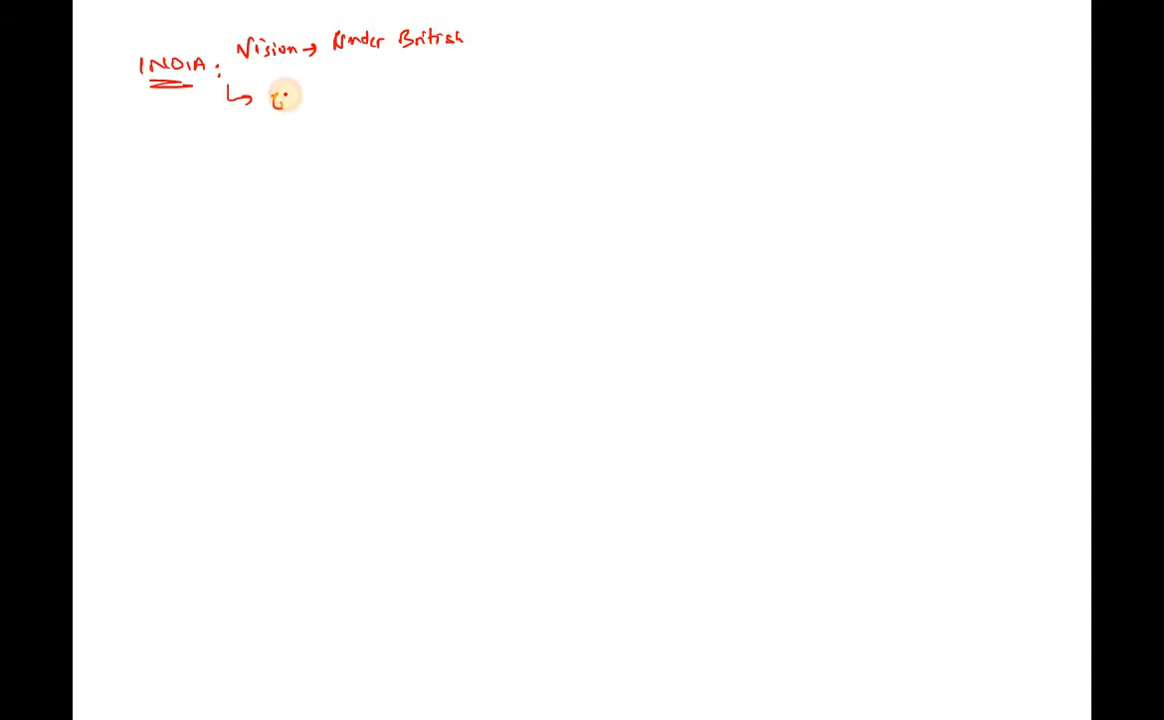 INDIA : Vision → Under British
↳